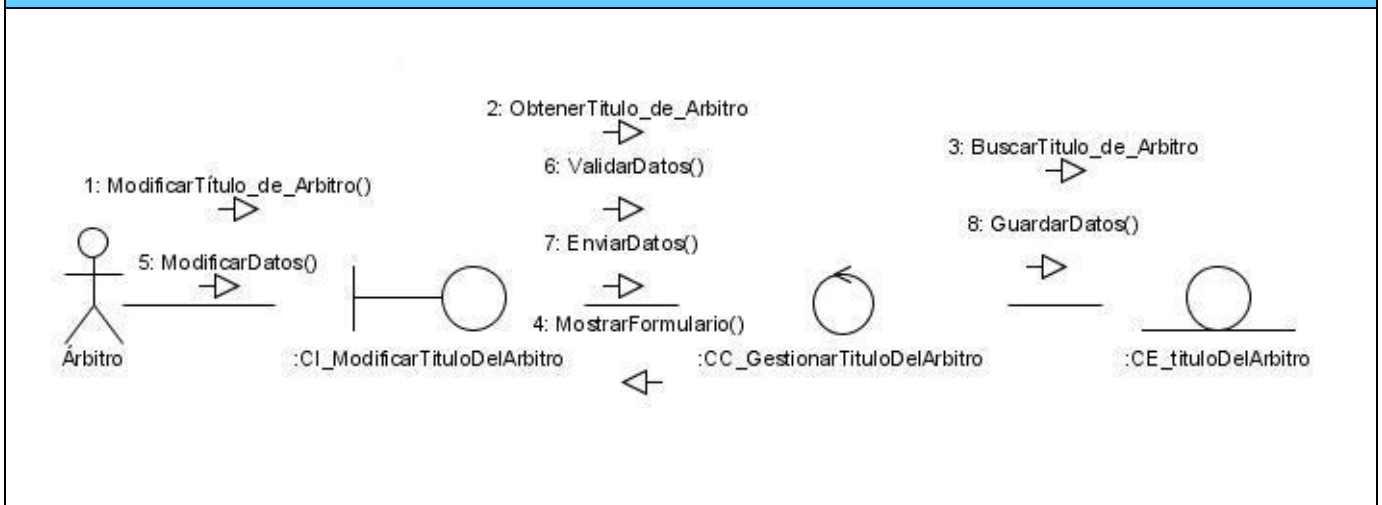 2: ObtenerTitulo_de_Arbitro
3: BuscarTitulo_de_Arbitro
6: ValidarDatos()
1: ModificarTítulo_de_Arbitro()
8: GuardarDatos()
7: EnviarDatos()
5: ModificarDatos()
4: MostrarFormulario()
Árbitro
:CI_ModificarTituloDelArbitro
:CC_GestionarTituloDelArbitro
:CE_tituloDelArbitro